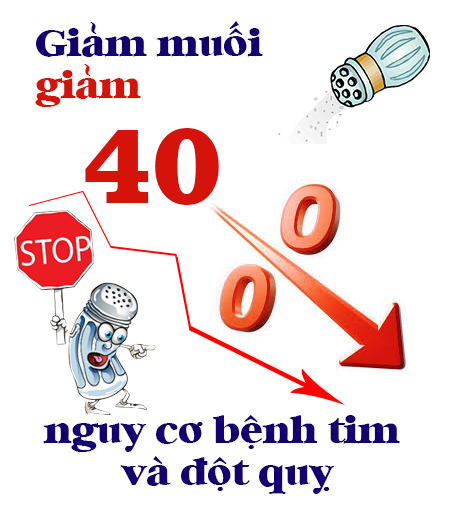 Giảm muối
giảm
40
%
STOP
nguy cơ bệnh tim
và đột quỵ